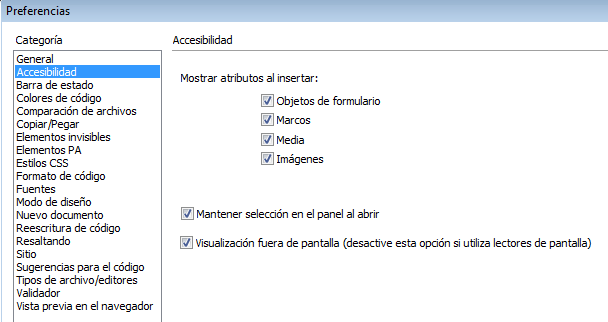 Preferencias
Categoría
General
Accesibilidad
Barra de estado
Colores de código
Comparación de archivos
Copiar/Pegar
Elementos invisibles
Elementos PA
Estilos CSS
Formato de código
Fuentes
Modo de diseño
Nuevo documento
Reescritura de código
Resaltando
Sitio
Sugerencias para el código
Tipos de archivo/editores
Validador
Vista previa en el navegador
Accesibilidad
Mostrar atributos al insertar:
Objetos de formulario
Marcos
Media
Imágenes
Mantener selección en el panel al abrir
Visualización fuera de pantalla (desactive esta opción si utiliza lectores de pantalla)